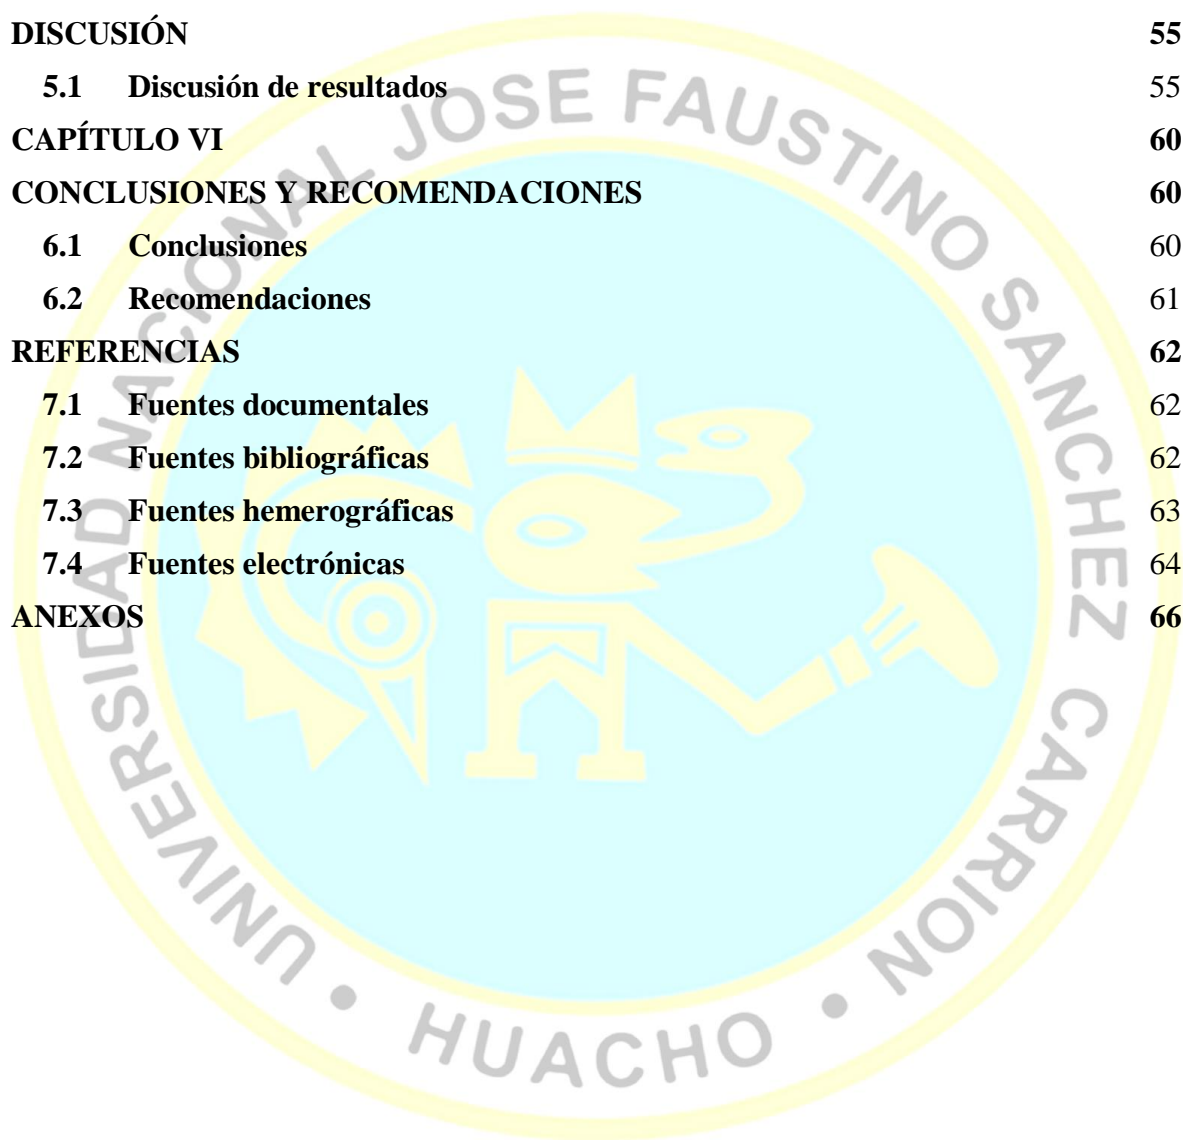 DISCUSIÓN 55
5.1 Discusión de resultados 55
CAPÍTULO VI 60
CONCLUSIONES Y RECOMENDACIONES 60
6.1 Conclusiones 60
6.2 Recomendaciones 61
REFERENCIAS 62
7.1 Fuentes documentales 62
7.2 Fuentes bibliográficas 62
7.3 Fuentes hemerográficas 63
7.4 Fuentes electrónicas 64
ANEXOS 66
UNIVERSIDAD NACIONAL JOSE FAUSTINO SANCHEZ CARRION • HUACHO •